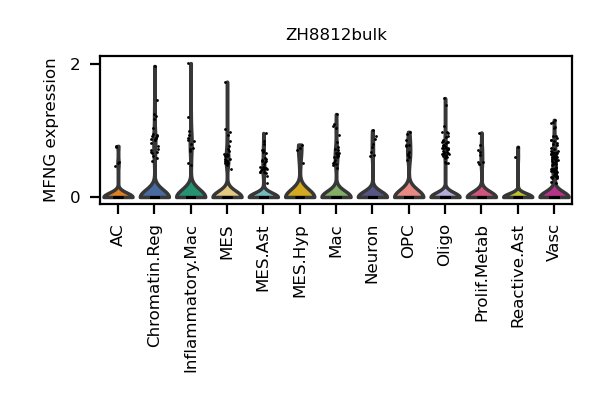 ZH8812bulk
MFNG expression
2
0
AC
Chromatin.Reg
Inflammatory.Mac
MES
MES.Ast
MES.Hyp
Mac
Neuron
OPC
Oligo
Prolif.Metab
Reactive.Ast
Vasc